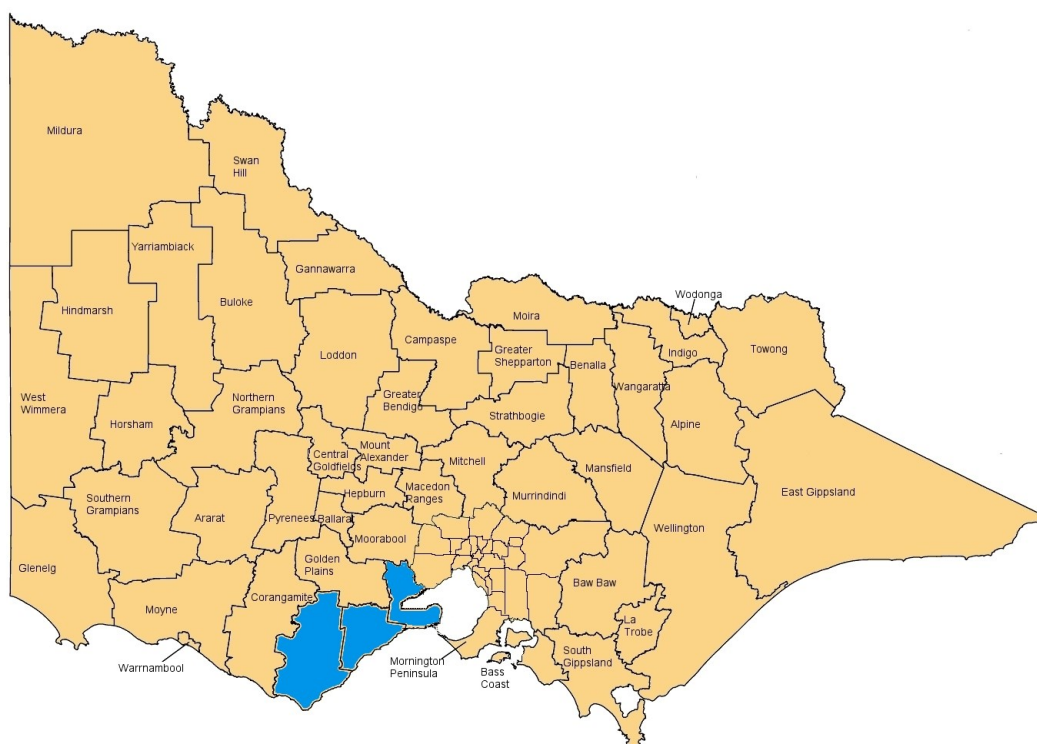 Mildura
Swan
Hill
Yarriambiack
Gannawarra
Wodonga
Hindmarsh
Buloke
Moira
Campaspe
Loddon
Greater
Shepparton
Benalla
Indigo
Towong
Wangaratta
West
Wimmera
Northern
Grampians
Greater
Bendigo
Strathbogie
Horsham
Alpine
Central
Goldfields
Mount
Alexander
Mitchell
Mansfield
Southern
Grampians
Hepburn
Macedon
Ranges
Murrindindi
East Gippsland
Ararat
Pyrenees
Ballarat
Moorabool
Wellington
Glenelg
Golden
Plains
Baw Baw
Moyne
Corangamite
La
Trobe
Warrnambool
Mornington
Peninsula
Bass
Coast
South
Gippsland